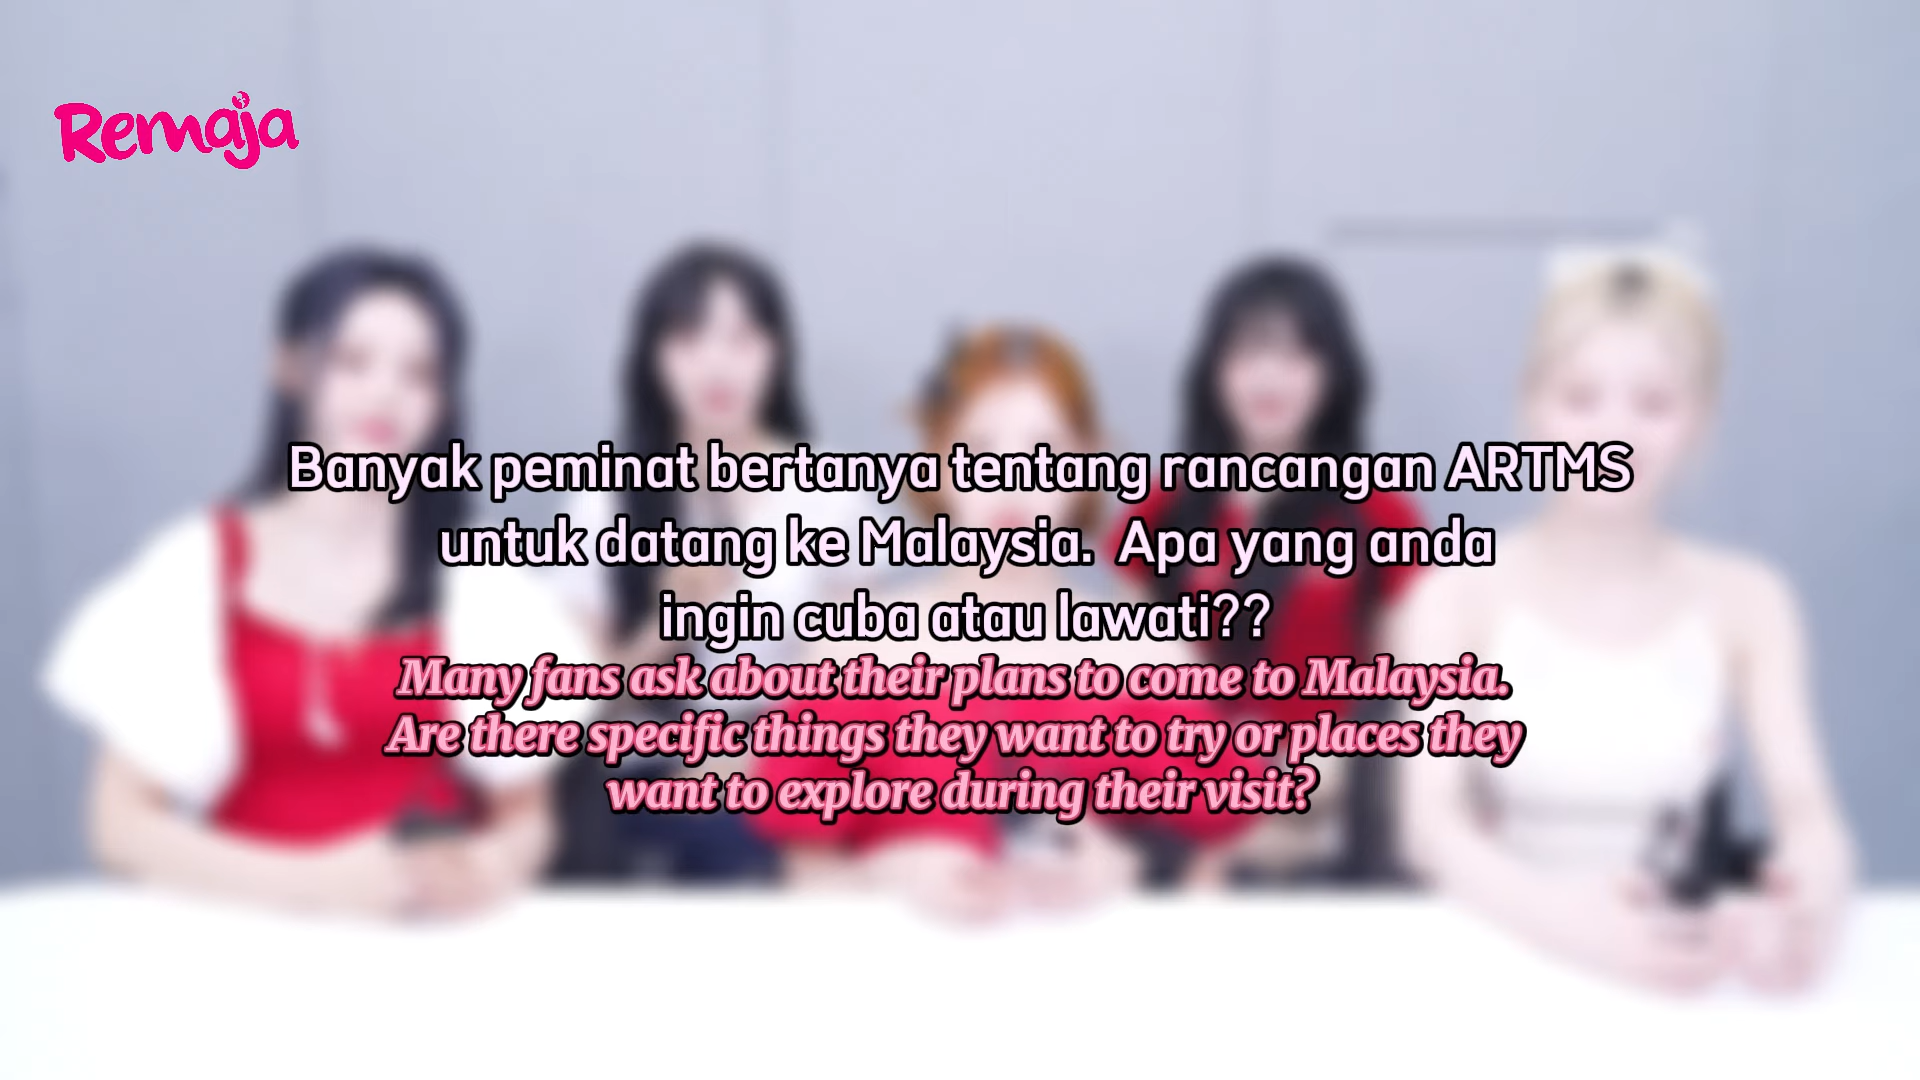 Remaja
Banyak peminat bertanya tentang rancangan ARTMS
untuk datang ke Malaysia. Apa yang anda
ingin cuba atau lawati??
Many fans ask about their plans to come to Malaysia.
Are there specific things they want to try or places they
want to explore during their visit?